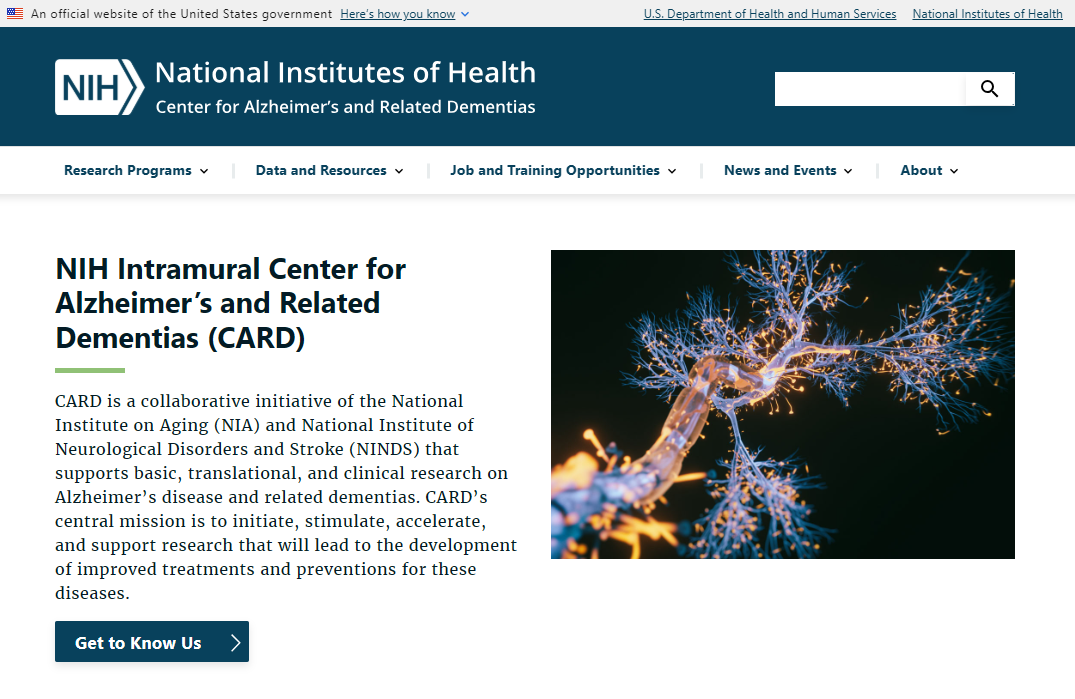 An official website of the United States government Here's how you know
U.S. Department of Health and Human Services National Institutes of Health
NIH National Institutes of Health
Center for Alzheimer's and Related Dementias
Research Programs Data and Resources Job and Training Opportunities News and Events About
NIH Intramural Center for
Alzheimer's and Related
Dementias (CARD)
CARD is a collaborative initiative of the National
Institute on Aging (NIA) and National Institute of
Neurological Disorders and Stroke (NINDS) that
supports basic, translational, and clinical research on
Alzheimer's disease and related dementias. CARD's
central mission is to initiate, stimulate, accelerate,
and support research that will lead to the development
of improved treatments and preventions for these
diseases.
Get to Know Us